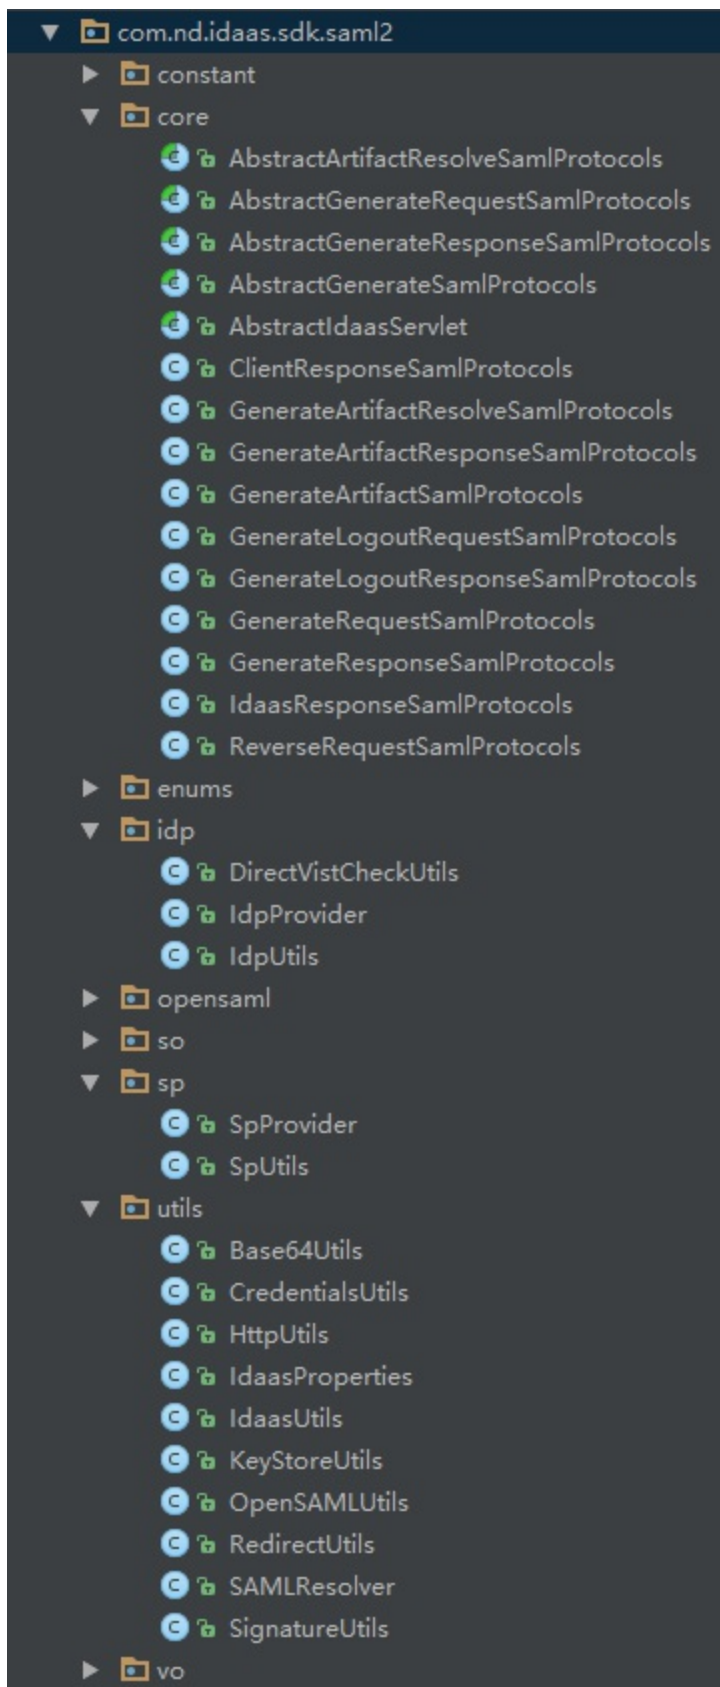 com.nd.idaas.sdk.saml2
constant
core
AbstractArtifactResolveSamlProtocols
AbstractGenerateRequestSamlProtocols
AbstractGenerateResponseSamlProtocols
AbstractGenerateSamlProtocols
AbstractIdaasServlet
ClientResponseSamlProtocols
GenerateArtifactResolveSamlProtocols
GenerateArtifactResponseSamlProtocols
GenerateArtifactSamlProtocols
GenerateLogoutRequestSamlProtocols
GenerateLogoutResponseSamlProtocols
GenerateRequestSamlProtocols
GenerateResponseSamlProtocols
IdaasResponseSamlProtocols
ReverseRequestSamlProtocols
enums
idp
DirectVistCheckUtils
IdpProvider
IdpUtils
opensaml
so
sp
SpProvider
SpUtils
utils
Base64Utils
CredentialsUtils
HttpUtils
IdaasProperties
IdaasUtils
KeyStoreUtils
OpenSAMLUtils
RedirectUtils
SAMLResolver
SignatureUtils
vo